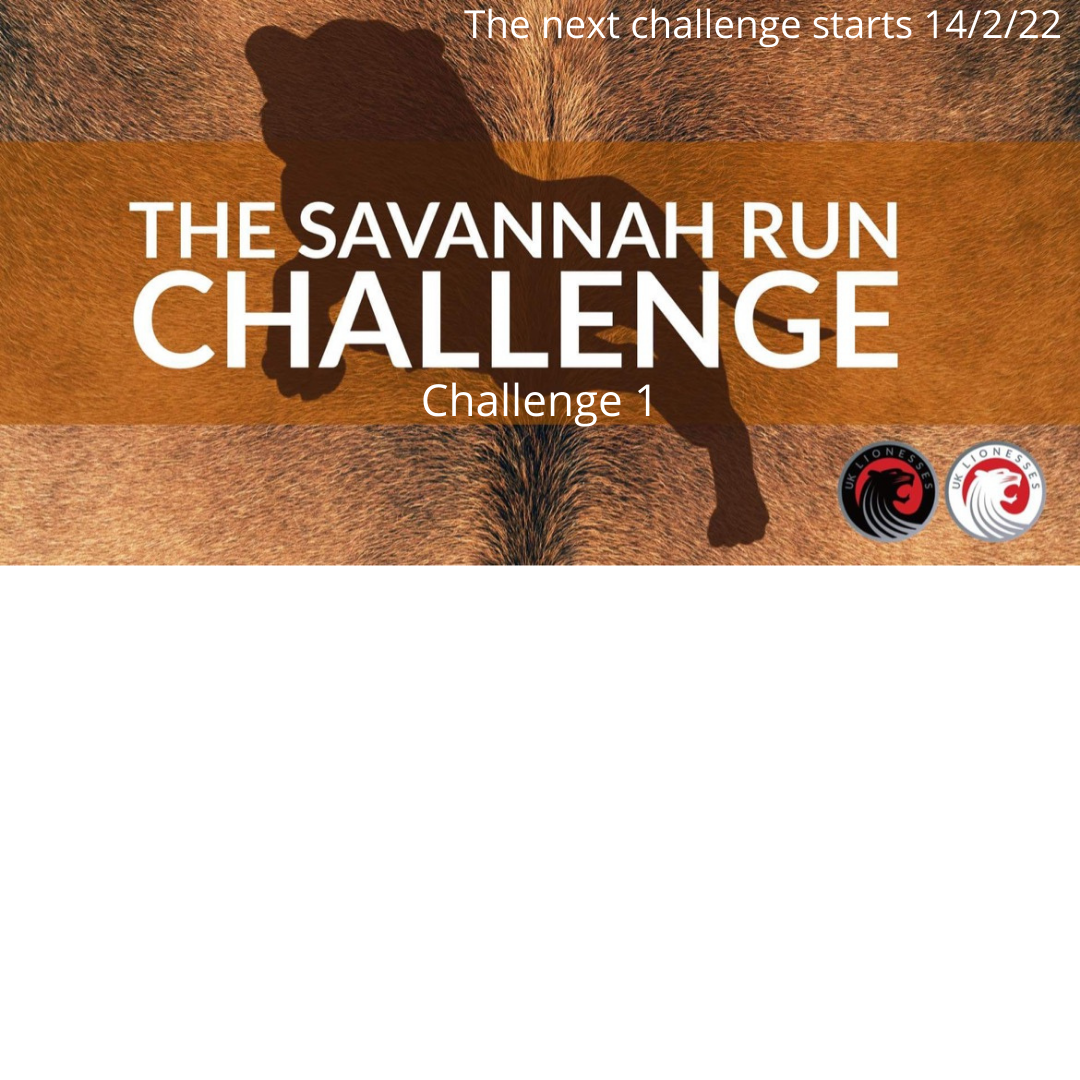 The next challenge starts 14/2/22
THE SAVANNAH RUN
CHALLENGE
Challenge 1
UK LIONESSES
UK LIONESSES